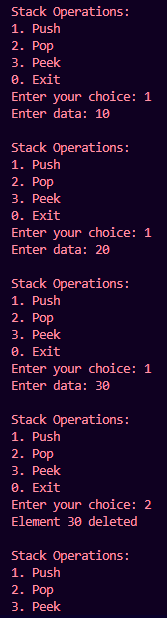 Stack Operations:
1. Push
2. Pop
3. Peek
0. Exit
Enter your choice: 1
Enter data: 10

Stack Operations:
1. Push
2. Pop
3. Peek
0. Exit
Enter your choice: 1
Enter data: 20

Stack Operations:
1. Push
2. Pop
3. Peek
0. Exit
Enter your choice: 1
Enter data: 30

Stack Operations:
1. Push
2. Pop
3. Peek
0. Exit
Enter your choice: 2
Element 30 deleted

Stack Operations:
1. Push
2. Pop
3. Peek